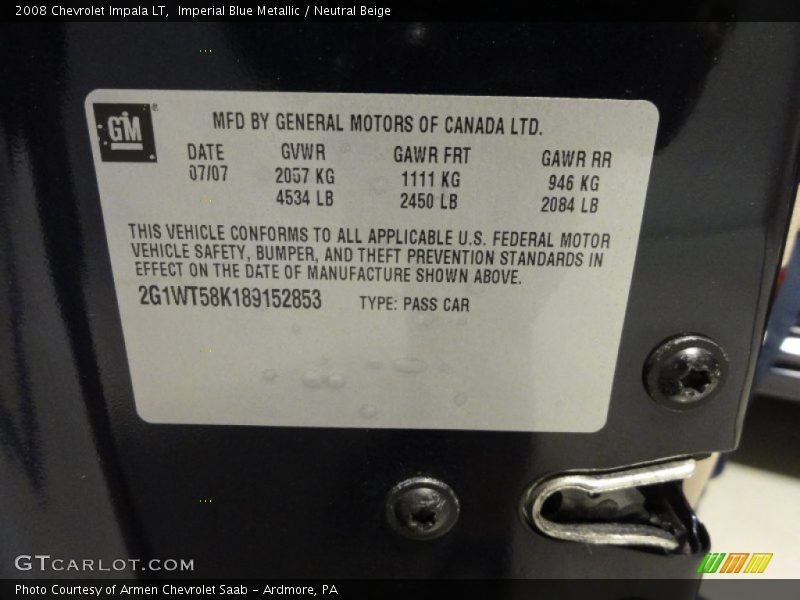 2008 Chevrolet Impala LT,  Imperial Blue Metallic / Neutral Beige
GM®
MFD BY GENERAL MOTORS OF CANADA LTD.
DATE GVWR GAWR FRT GAWR RR
07/07 2057 KG 1111 KG 946 KG
4534 LB 2450 LB 2084 LB
THIS VEHICLE CONFORMS TO ALL APPLICABLE U.S. FEDERAL MOTOR
VEHICLE SAFETY, BUMPER, AND THEFT PREVENTION STANDARDS IN
EFFECT ON THE DATE OF MANUFACTURE SHOWN ABOVE.
2G1WT58K189152853 TYPE: PASS CAR
GTCARLOT.COM
Photo Courtesy of Armen Chevrolet Saab - Ardmore, PA